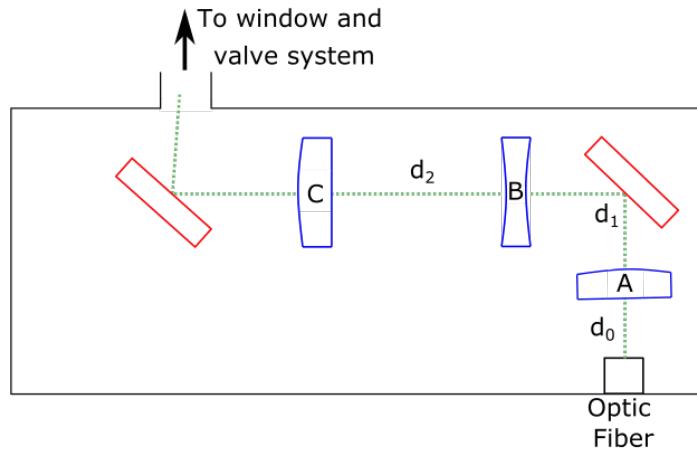 To window and
valve system
C
d₂
B
d₁
A
d₀
Optic
Fiber